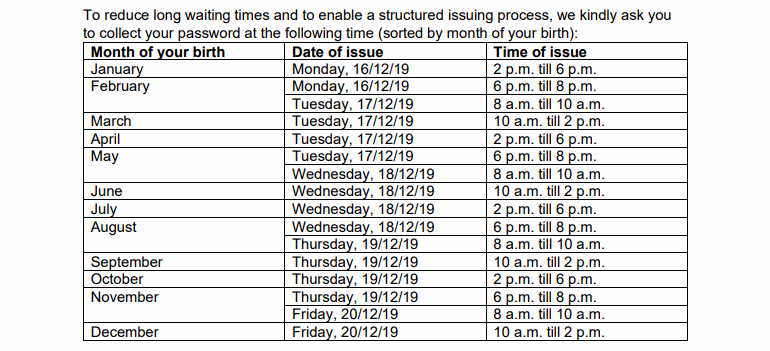 To reduce long waiting times and to enable a structured issuing process, we kindly ask you
to collect your password at the following time (sorted by month of your birth):
Month of your birth Date of issue Time of issue
January Monday, 16/12/19 2 p.m. till 6 p.m.
February Monday, 16/12/19 6 p.m. till 8 p.m.
Tuesday, 17/12/19 8 a.m. till 10 a.m.
March Tuesday, 17/12/19 10 a.m. till 2 p.m.
April Tuesday, 17/12/19 2 p.m. till 6 p.m.
May Tuesday, 17/12/19 6 p.m. till 8 p.m.
Wednesday, 18/12/19 8 a.m. till 10 a.m.
June Wednesday, 18/12/19 10 a.m. till 2 p.m.
July Wednesday, 18/12/19 2 p.m. till 6 p.m.
August Wednesday, 18/12/19 6 p.m. till 8 p.m.
Thursday, 19/12/19 8 a.m. till 10 a.m.
September Thursday, 19/12/19 10 a.m. till 2 p.m.
October Thursday, 19/12/19 2 p.m. till 6 p.m.
November Thursday, 19/12/19 6 p.m. till 8 p.m.
Friday, 20/12/19 8 a.m. till 10 a.m.
December Friday, 20/12/19 10 a.m. till 2 p.m.